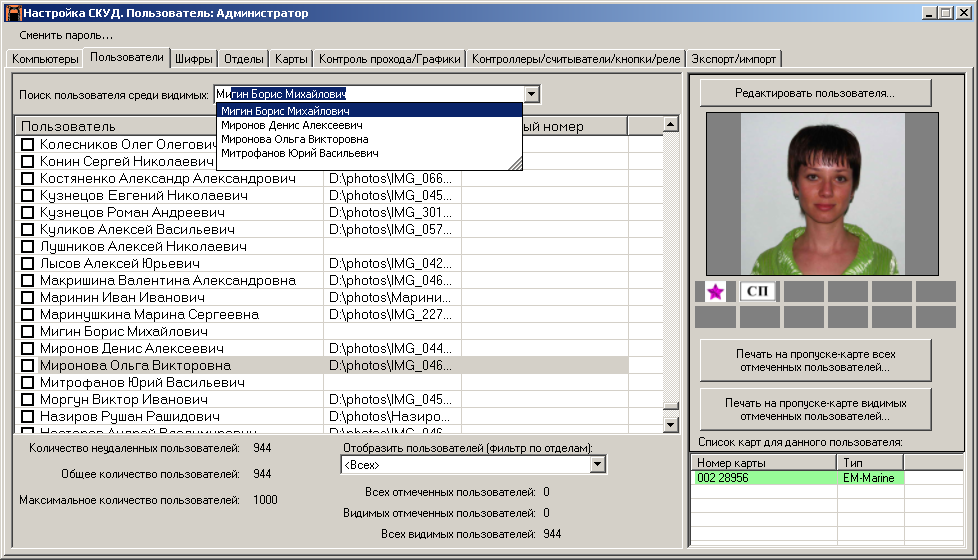 Настройка СКУД. Пользователь: Администратор
Сменить пароль...
Компьютеры Пользователи Шифры Отделы Карты Контроль прохода/Графики Контроллеры/считыватели/кнопки/реле Экспорт/импорт
Поиск пользователя среди видимых: Мигин Борис Михайлович
Мигин Борис Михайлович
Миронов Денис Алексеевич
Миронова Ольга Викторовна
Митрофанов Юрий Васильевич
Пользователь ый номер
Колесников Олег Олегович
Конин Сергей Николаевич
Костяненко Александр Александрович D:\photos\IMG_066...
Кузнецов Евгений Николаевич D:\photos\IMG_045...
Кузнецов Роман Андреевич D:\photos\IMG_301...
Куликов Алексей Васильевич D:\photos\IMG_057...
Лушников Алексей Николаевич
Лысов Алексей Юрьевич D:\photos\IMG_042...
Макришина Валентина Александровна D:\photos\IMG_046...
Маринин Иван Иванович D:\photos\Марини...
Маринушкина Марина Сергеевна D:\photos\IMG_227...
Мигин Борис Михайлович
Миронов Денис Алексеевич D:\photos\IMG_044...
Миронова Ольга Викторовна D:\photos\IMG_046...
Митрофанов Юрий Васильевич
Моргун Виктор Иванович D:\photos\IMG_045...
Назиров Рушан Рашидович D:\photos\Назиро...
Нестеров Андрей Владимирович D:\photos\IMG_046...
Количество неудаленных пользователей: 944
Общее количество пользователей: 944
Максимальное количество пользователей: 1000
Отобразить пользователей (Фильтр по отделам):
<Всех>
Всех отмеченных пользователей: 0
Видимых отмеченных пользователей: 0
Всех видимых пользователей: 944
Редактировать пользователя...
СП
Печать на пропуске-карте всех
отмеченных пользователей...
Печать на пропуске-карте видимых
отмеченных пользователей...
Список карт для данного пользователя:
Номер карты Тип
002 28956 EM-Marine